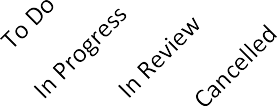 To Do
In Progress
In Review
Cancelled